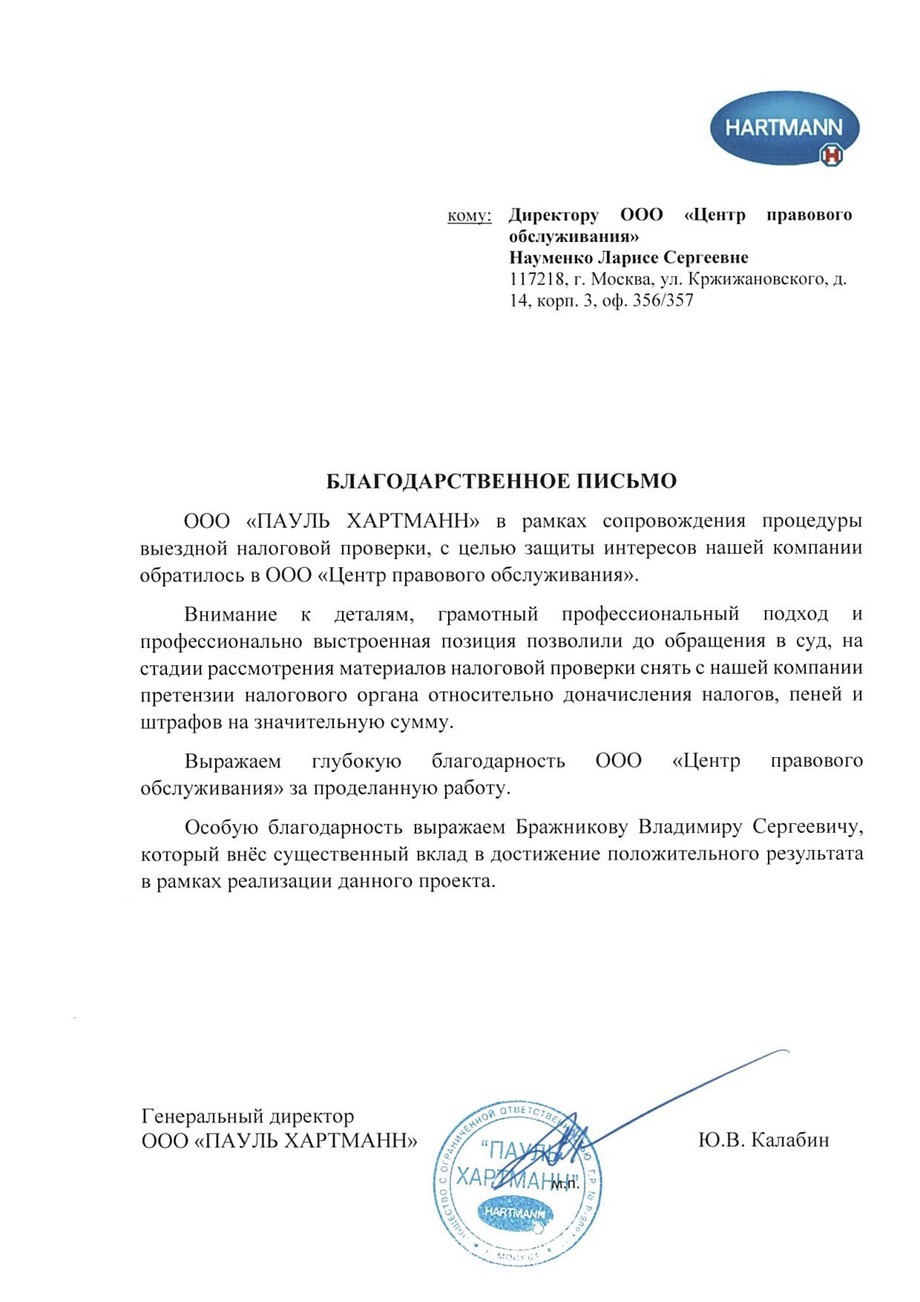 HARTMANN
кому: Директору ООО «Центр правового
обслуживания»
Науменко Ларисе Сергеевне
117218, г. Москва, ул. Кржижановского, д.
14, корп. 3, оф. 356/357
БЛАГОДАРСТВЕННОЕ ПИСЬМО
ООО «ПАУЛЬ ХАРТМАНН» в рамках сопровождения процедуры
выездной налоговой проверки, с целью защиты интересов нашей компании
обратилось в ООО «Центр правового обслуживания».
Внимание к деталям, грамотный профессиональный подход и
профессионально выстроенная позиция позволили до обращения в суд, на
стадии рассмотрения материалов налоговой проверки снять с нашей компании
претензии налогового органа относительно доначисления налогов, пеней и
штрафов на значительную сумму.
Выражаем глубокую благодарность ООО «Центр правового
обслуживания» за проделанную работу.
Особую благодарность выражаем Бражникову Владимиру Сергеевичу,
который внёс существенный вклад в достижение положительного результата
в рамках реализации данного проекта.
Генеральный директор
ООО «ПАУЛЬ ХАРТМАНН»
Ю.В. Калабин
ОБЩЕСТВО С ОГРАНИЧЕННОЙ ОТВЕТСТВЕННОСТЬЮ
"ПАУЛЬ
ХАРТМАНН"
м.п.
HARTMANN
г. МОСКВА